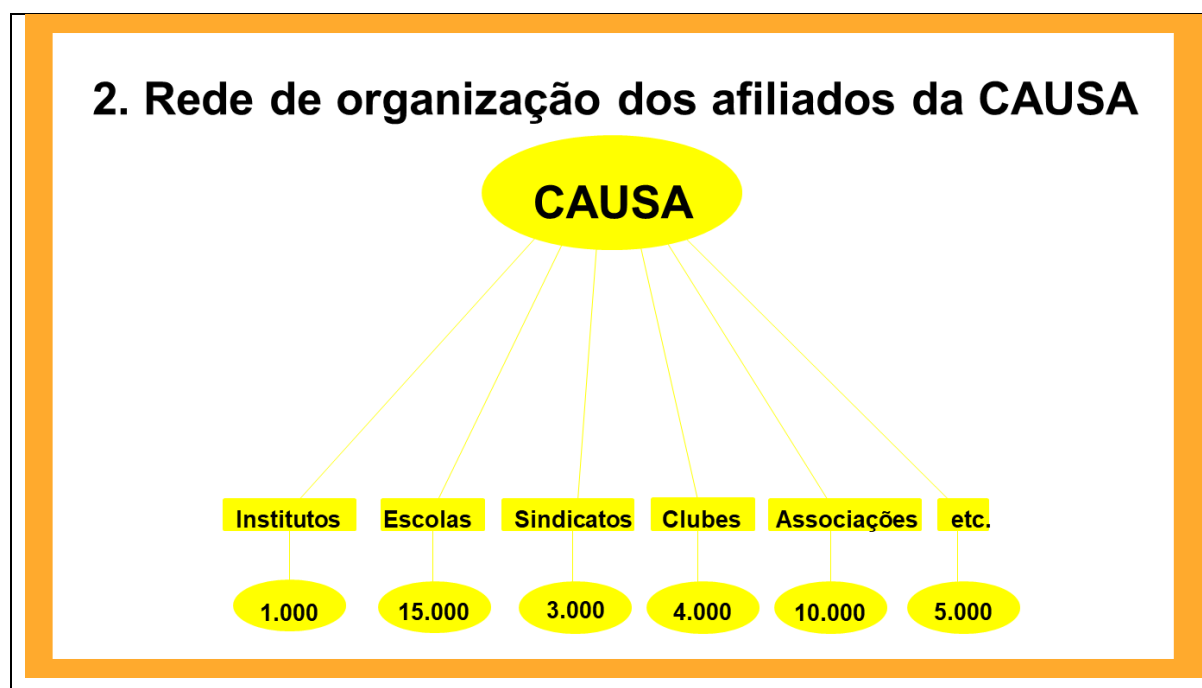 2. Rede de organização dos afiliados da CAUSA
CAUSA
Institutos Escolas Sindicatos Clubes Associações etc.
1.000 15.000 3.000 4.000 10.000 5.000